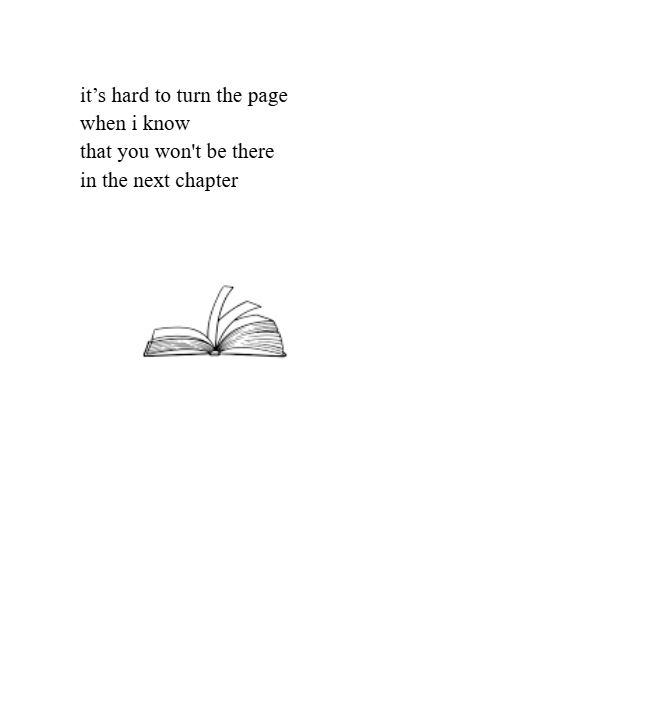 it’s hard to turn the page
when i know
that you won't be there
in the next chapter